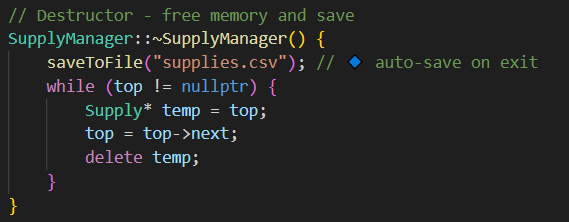 // Destructor - free memory and save
SupplyManager::~SupplyManager() {
    saveToFile("supplies.csv"); // 🔹 auto-save on exit
    while (top != nullptr) {
        Supply* temp = top;
        top = top->next;
        delete temp;
    }
}